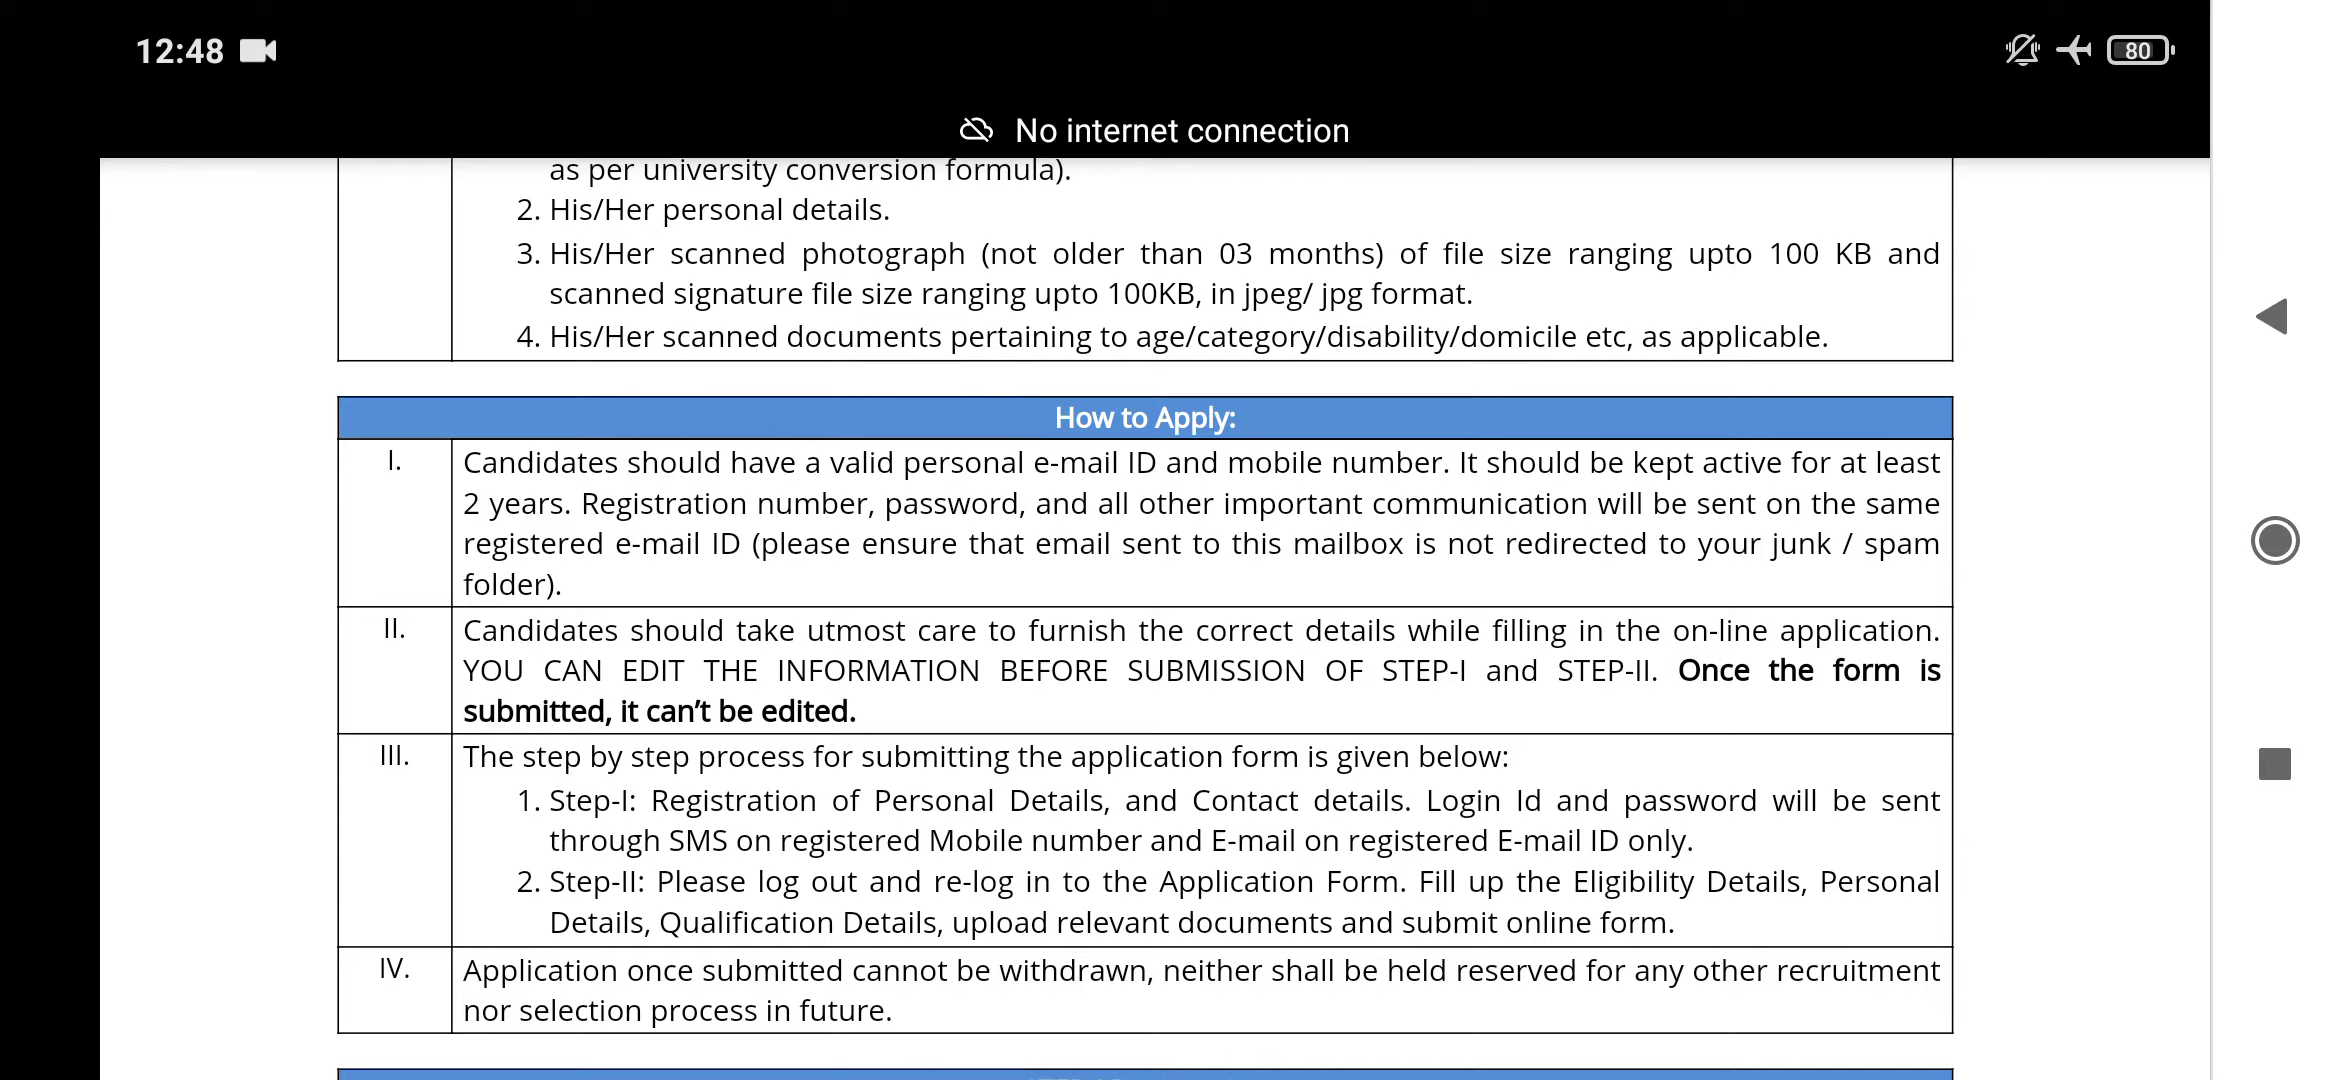 12:48
80
No internet connection
as per university conversion formula).
2. His/Her personal details.
3. His/Her scanned photograph (not older than 03 months) of file size ranging upto 100 KB and
scanned signature file size ranging upto 100KB, in jpeg/ jpg format.
4. His/Her scanned documents pertaining to age/category/disability/domicile etc, as applicable.
How to Apply:
I. Candidates should have a valid personal e-mail ID and mobile number. It should be kept active for at least
2 years. Registration number, password, and all other important communication will be sent on the same
registered e-mail ID (please ensure that email sent to this mailbox is not redirected to your junk / spam
folder).
II. Candidates should take utmost care to furnish the correct details while filling in the on-line application.
YOU CAN EDIT THE INFORMATION BEFORE SUBMISSION OF STEP-I and STEP-II. Once the form is
submitted, it can't be edited.
III. The step by step process for submitting the application form is given below:
1. Step-I: Registration of Personal Details, and Contact details. Login Id and password will be sent
through SMS on registered Mobile number and E-mail on registered E-mail ID only.
2. Step-II: Please log out and re-log in to the Application Form. Fill up the Eligibility Details, Personal
Details, Qualification Details, upload relevant documents and submit online form.
IV. Application once submitted cannot be withdrawn, neither shall be held reserved for any other recruitment
nor selection process in future.